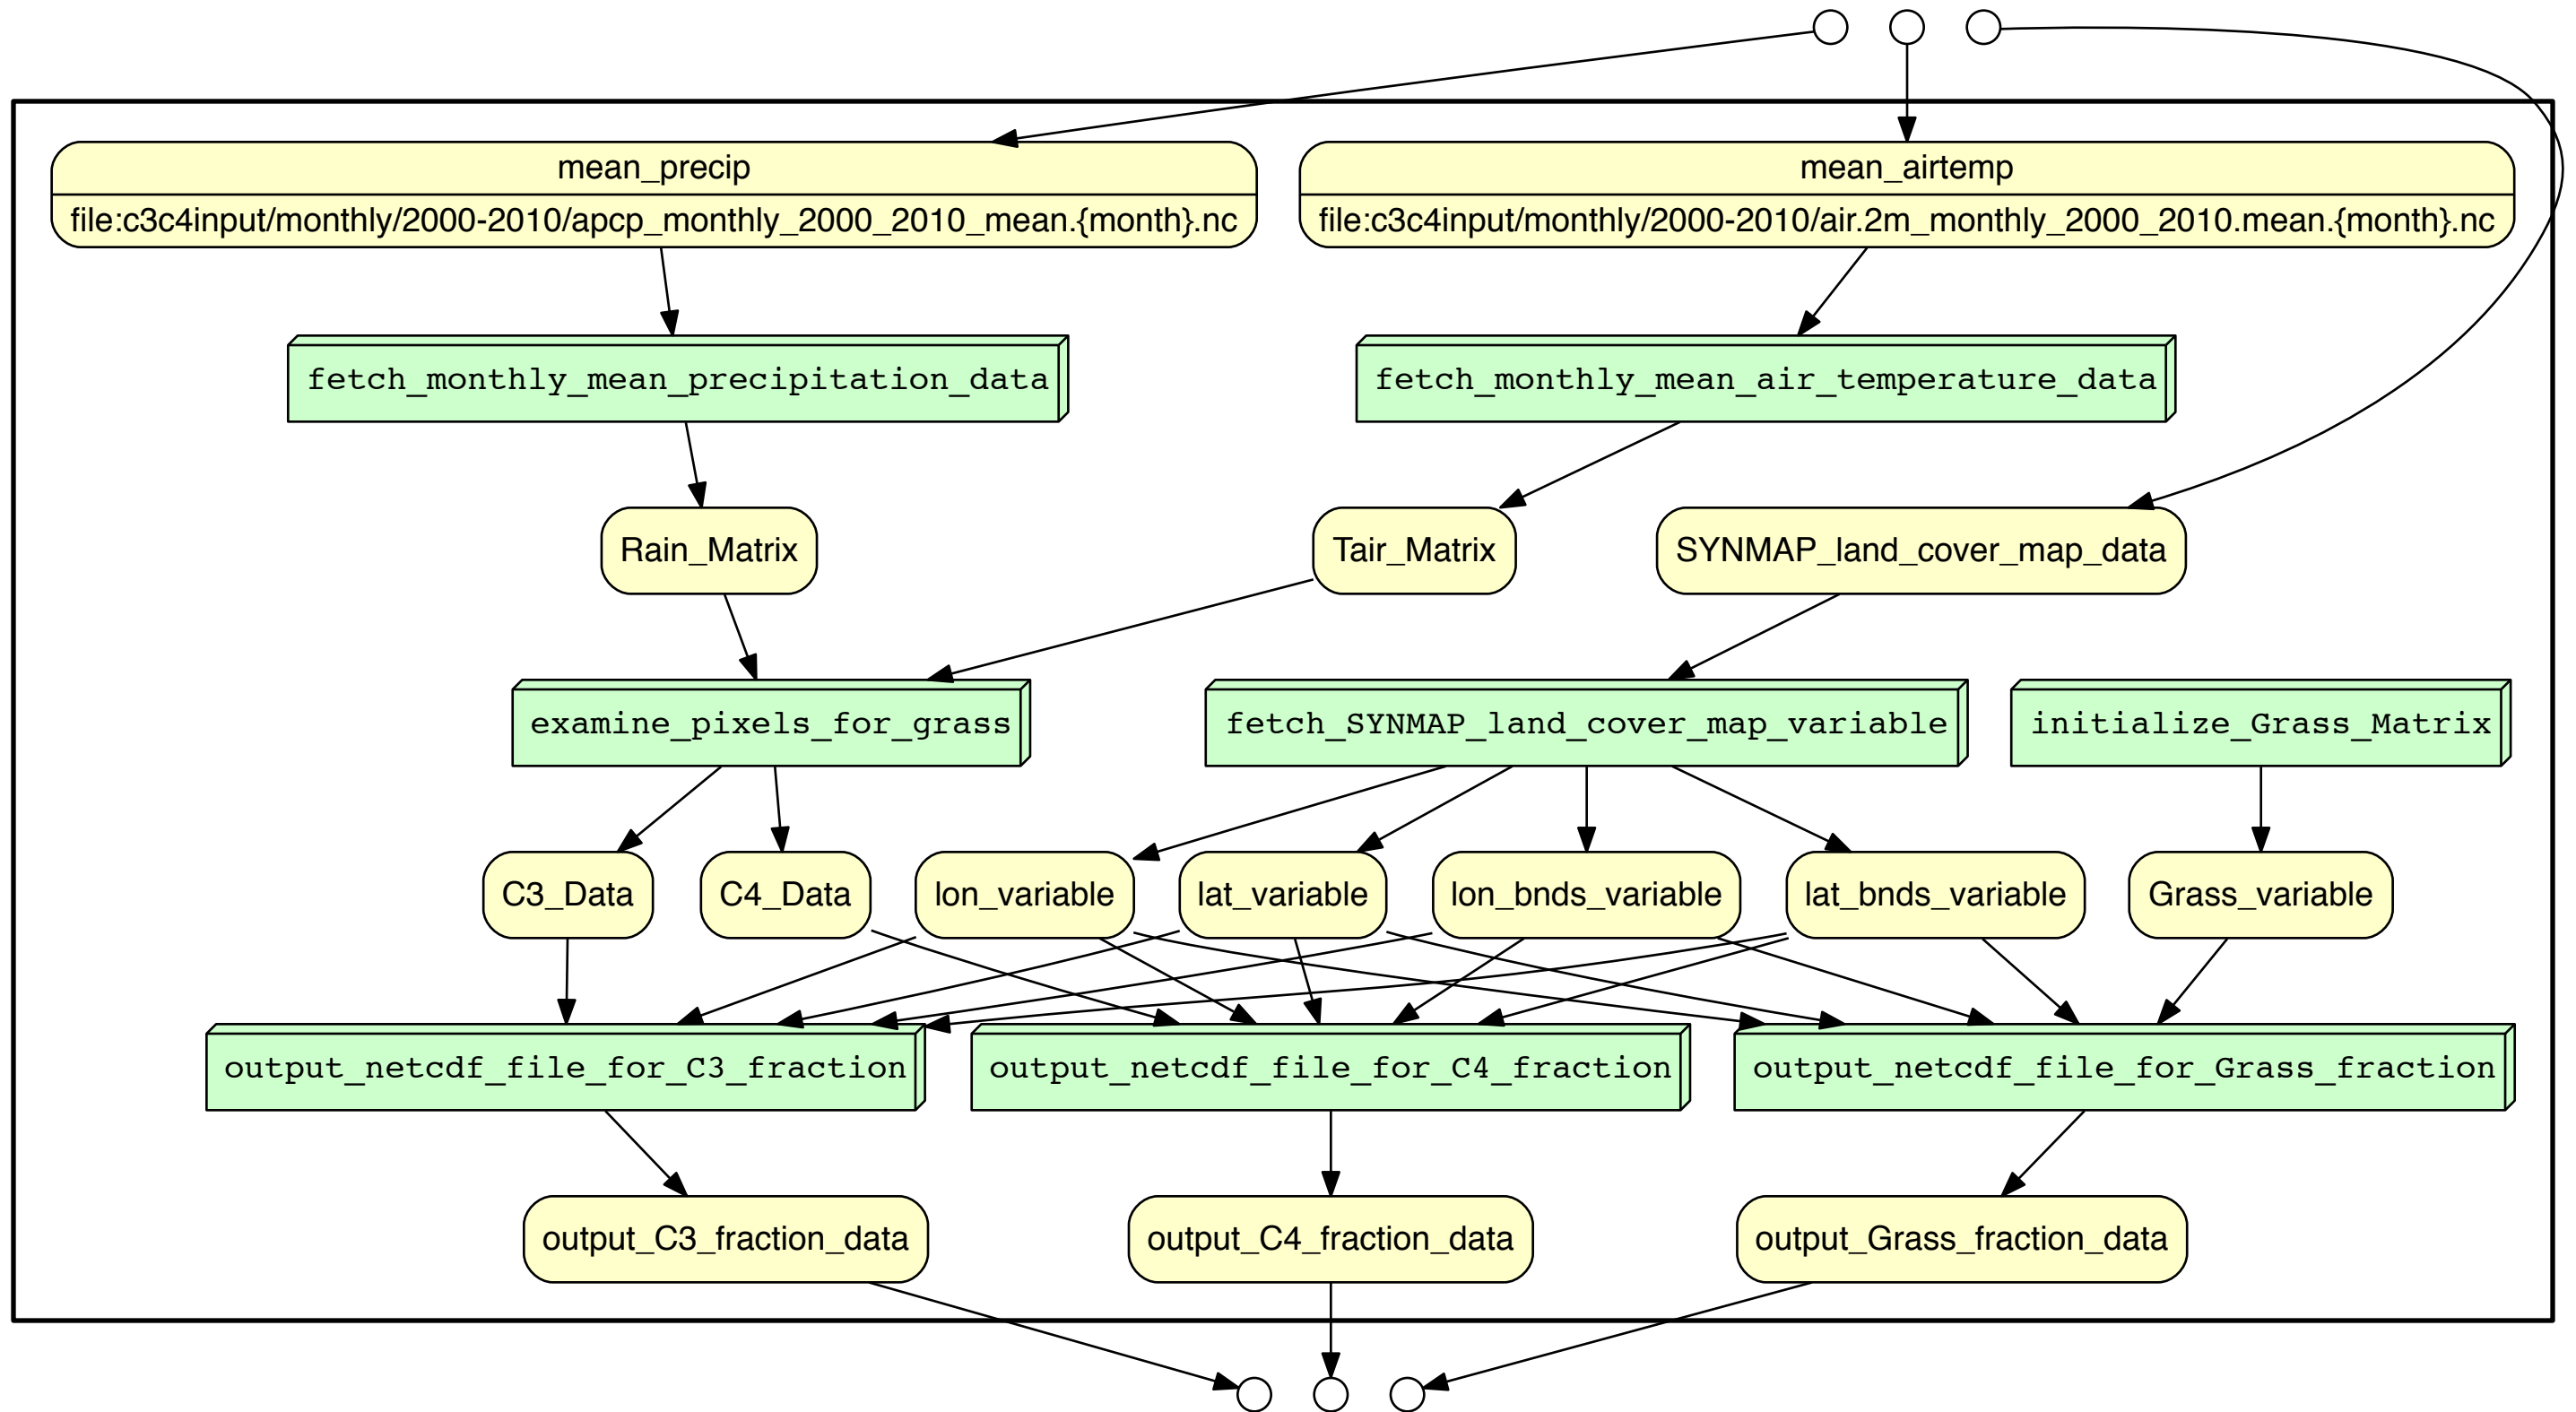 mean_precip
file:c3c4input/monthly/2000-2010/apcp_monthly_2000_2010_mean.{month}.nc
mean_airtemp
file:c3c4input/monthly/2000-2010/air.2m_monthly_2000_2010.mean.{month}.nc
fetch_monthly_mean_precipitation_data
fetch_monthly_mean_air_temperature_data
Rain_Matrix
Tair_Matrix
SYNMAP_land_cover_map_data
examine_pixels_for_grass
fetch_SYNMAP_land_cover_map_variable
initialize_Grass_Matrix
C3_Data
C4_Data
lon_variable
lat_variable
lon_bnds_variable
lat_bnds_variable
Grass_variable
output_netcdf_file_for_C3_fraction
output_netcdf_file_for_C4_fraction
output_netcdf_file_for_Grass_fraction
output_C3_fraction_data
output_C4_fraction_data
output_Grass_fraction_data